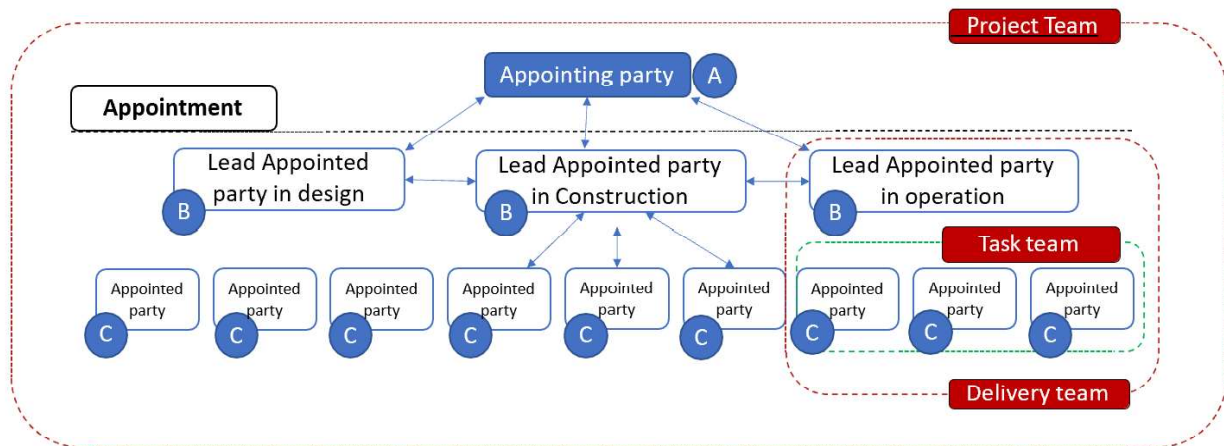 Project Team
Appointing party
A
Appointment
Lead Appointed
party in design
B
Lead Appointed party
in Construction
B
Lead Appointed party
in operation
B
Task team
Appointed
party
C
Appointed
party
C
Appointed
party
C
Appointed
party
C
Appointed
party
C
Appointed
party
C
Appointed
party
C
Appointed
party
C
Appointed
party
C
Delivery team